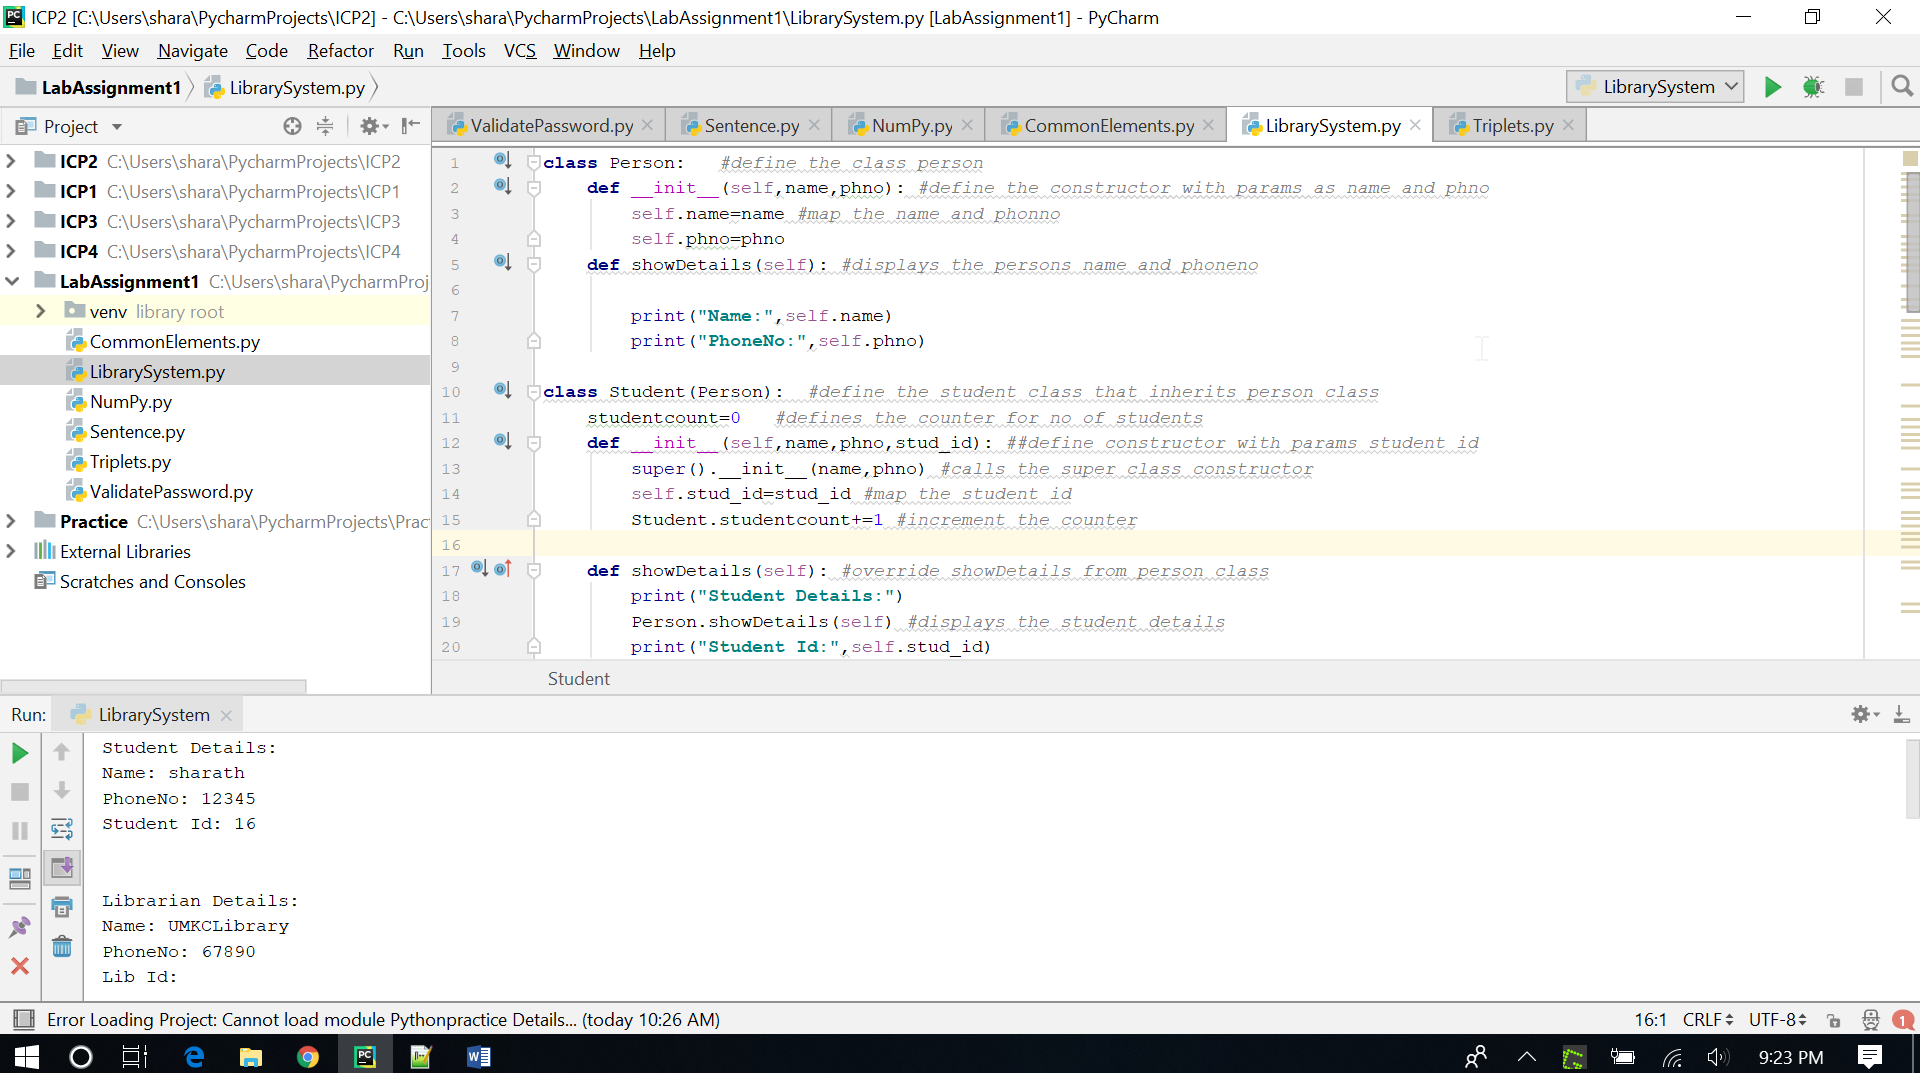 ICP2 [C:\Users\shara\PycharmProjects\ICP2] - C:\Users\shara\PycharmProjects\LabAssignment1\LibrarySystem.py [LabAssignment1] - PyCharm
File Edit View Navigate Code Refactor Run Tools VCS Window Help
LabAssignment1 LibrarySystem.py LibrarySystem
Project ValidatePassword.py Sentence.py NumPy.py CommonElements.py LibrarySystem.py Triplets.py
ICP2 C:\Users\shara\PycharmProjects\ICP2
ICP1 C:\Users\shara\PycharmProjects\ICP1
ICP3 C:\Users\shara\PycharmProjects\ICP3
ICP4 C:\Users\shara\PycharmProjects\ICP4
LabAssignment1 C:\Users\shara\PycharmProj
venv library root
CommonElements.py
LibrarySystem.py
NumPy.py
Sentence.py
Triplets.py
ValidatePassword.py
Practice C:\Users\shara\PycharmProjects\Prac
External Libraries
Scratches and Consoles
1 class Person: #define the class person
2 def __init__(self,name,phno): #define the constructor with params as name and phno
3 self.name=name #map the name and phonno
4 self.phno=phno
5 def showDetails(self): #displays the persons name and phoneno
6
7 print("Name:",self.name)
8 print("PhoneNo:",self.phno)
9
10 class Student(Person): #define the student class that inherits person class
11 studentcount=0 #defines the counter for no of students
12 def __init__(self,name,phno,stud_id): ##define constructor with params student id
13 super().__init__(name,phno) #calls the super class constructor
14 self.stud_id=stud_id #map the student id
15 Student.studentcount+=1 #increment the counter
16
17 def showDetails(self): #override showDetails from person class
18 print("Student Details:")
19 Person.showDetails(self) #displays the student details
20 print("Student Id:",self.stud_id)
Student
Run: LibrarySystem
Student Details:
Name: sharath
PhoneNo: 12345
Student Id: 16
Librarian Details:
Name: UMKCLibrary
PhoneNo: 67890
Lib Id:
Error Loading Project: Cannot load module Pythonpractice Details... (today 10:26 AM) 16:1 CRLF UTF-8 1
9:23 PM